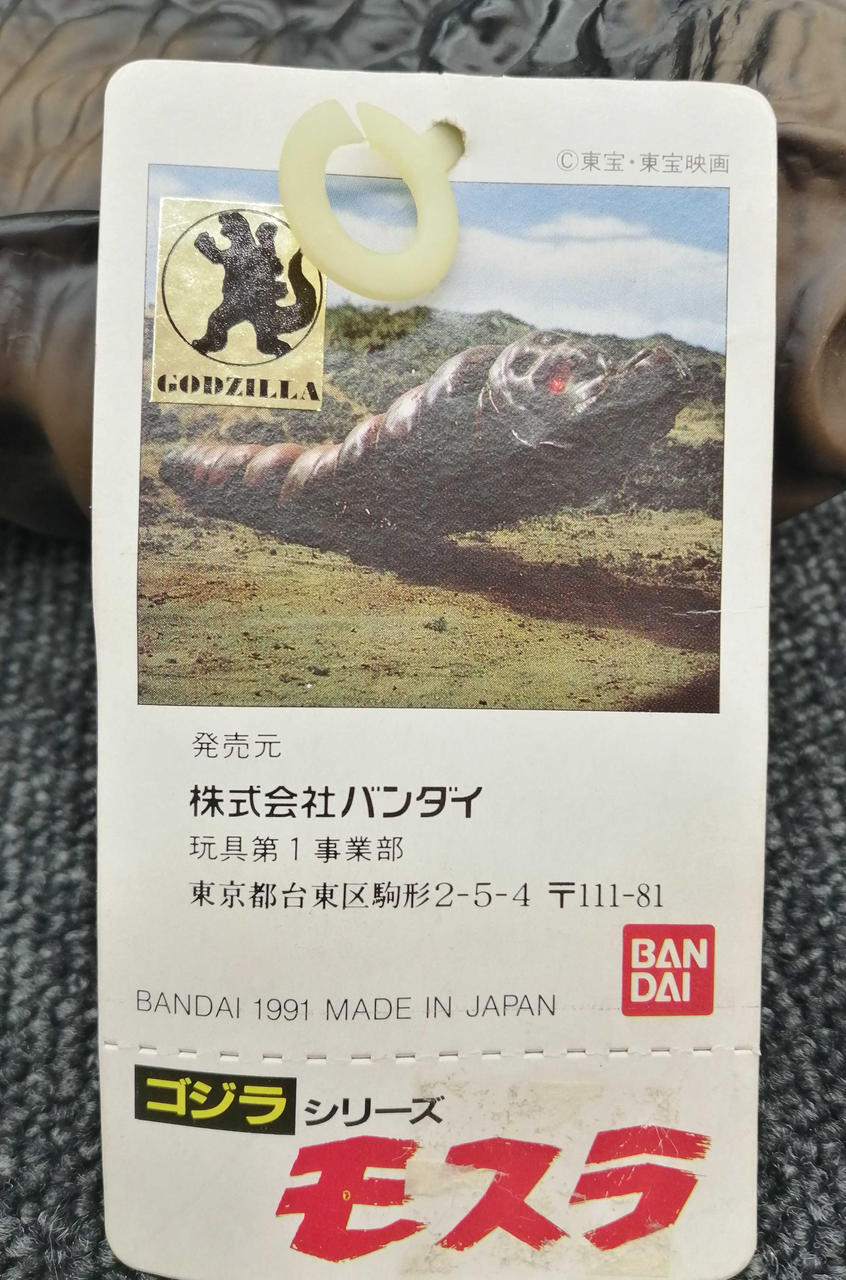 ©東宝・東宝映画
GODZILLA
発売元
株式会社バンダイ
玩具第1事業部
東京都台東区駒形2-5-4 〒111-81
BAN
DAI
BANDAI 1991 MADE IN JAPAN
ゴジラシリーズ
モスラ